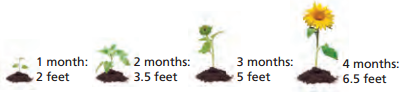 1 month:
2 feet
2 months:
3.5 feet
3 months:
5 feet
4 months:
6.5 feet